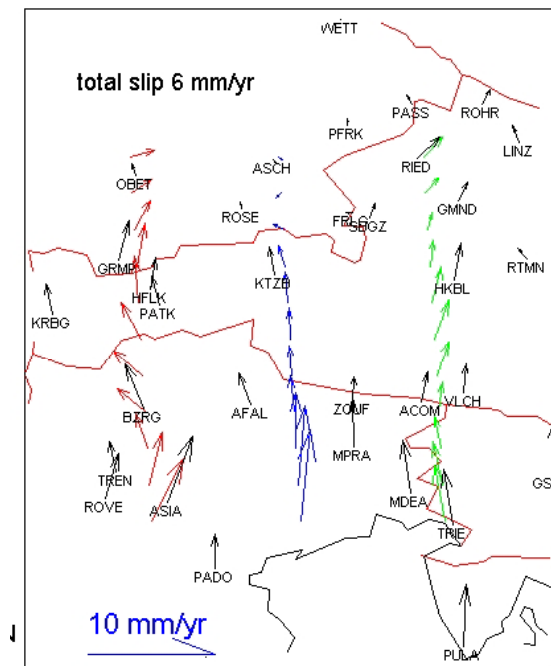 WETT
total slip 6 mm/yr
PASS
ROHR
PFRK
LINZ
ASCH
RIED
OBET
ROSE
GMND
GRMP
RTMN
HFLK
KTZB
HKBL
KRBG
PATK
BZRG
AFAL
ZOUF
ACOM
VLCH
MPRA
TREN
GS
ROVE
ASIA
MDEA
TRIE
PADO
10 mm/yr
PULA